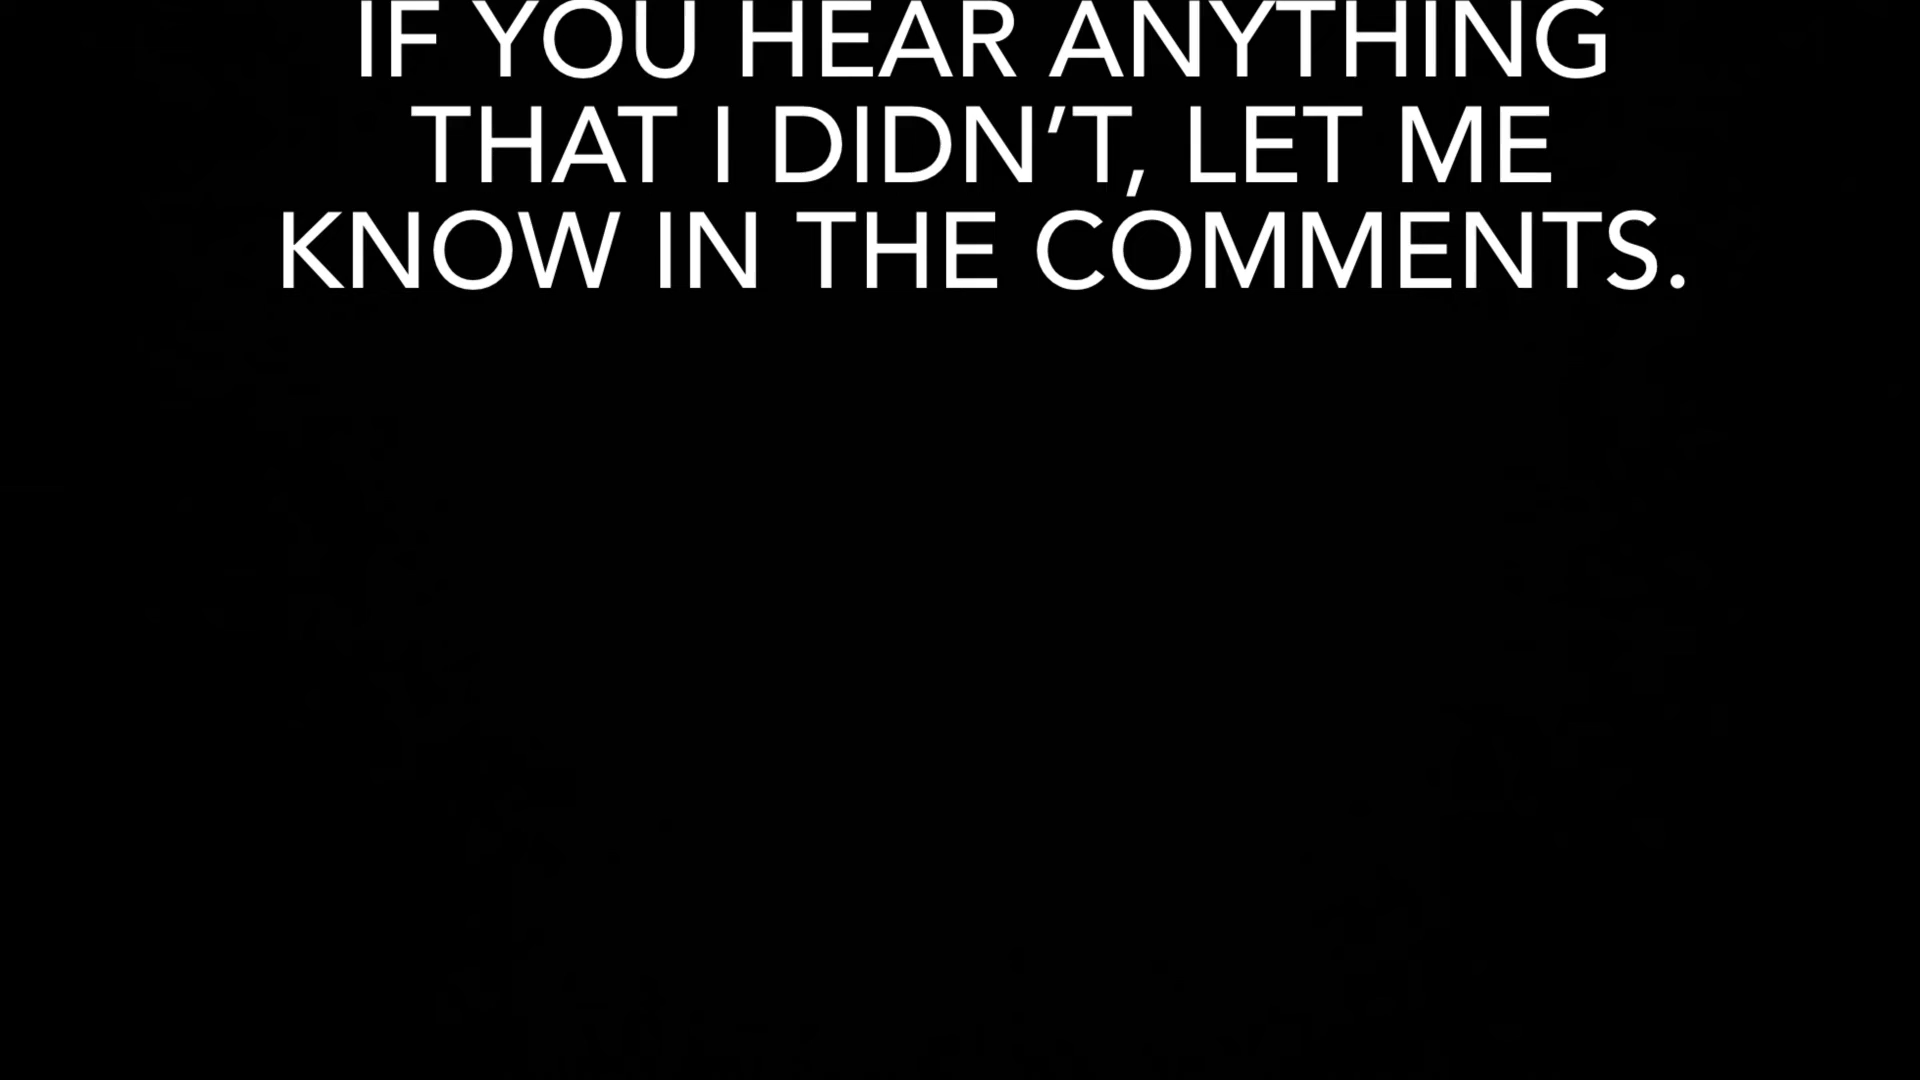 IF YOU HEAR ANYTHING
THAT I DIDN’T, LET ME
KNOW IN THE COMMENTS.